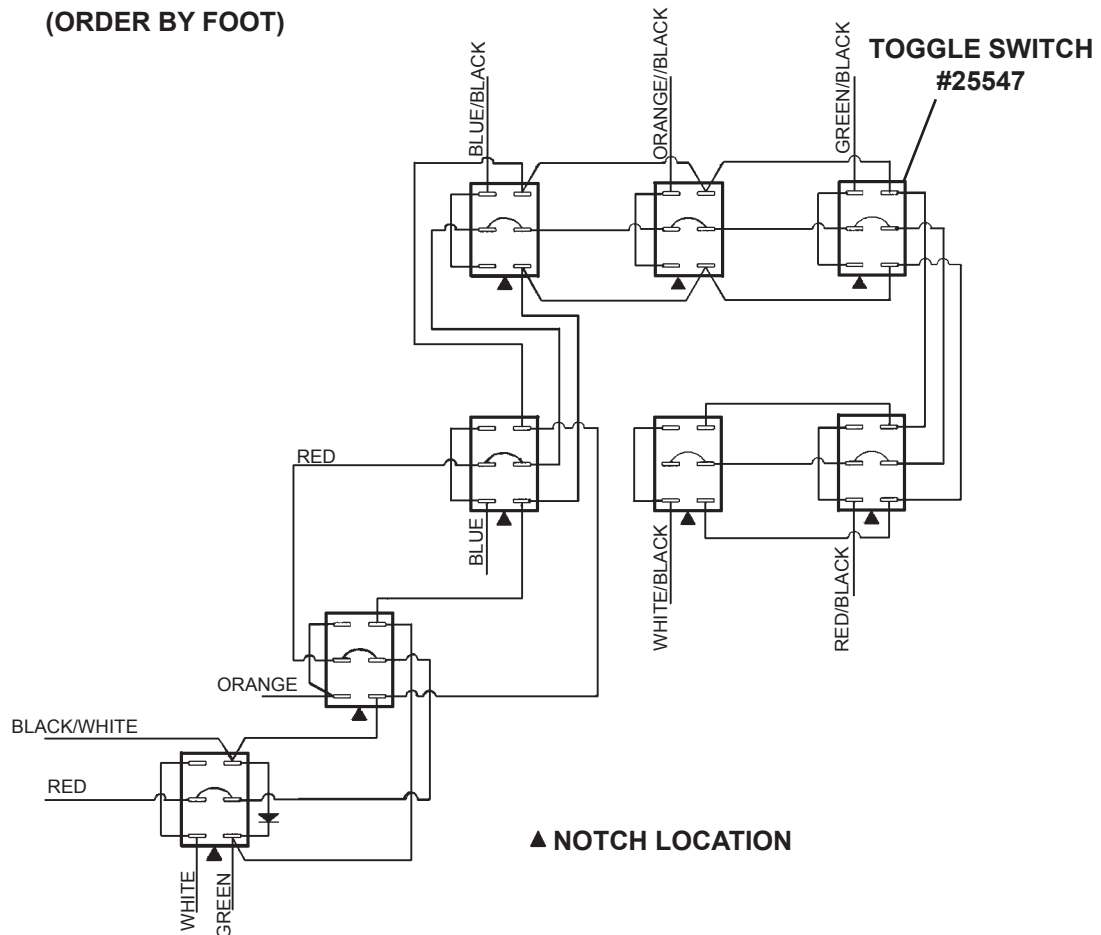 (ORDER BY FOOT)
TOGGLE SWITCH
#25547
BLUE/BLACK
ORANGE//BLACK
GREEN/BLACK
RED
BLUE
WHITE/BLACK
RED/BLACK
ORANGE
BLACK/WHITE
RED
▲ NOTCH LOCATION
WHITE
GREEN